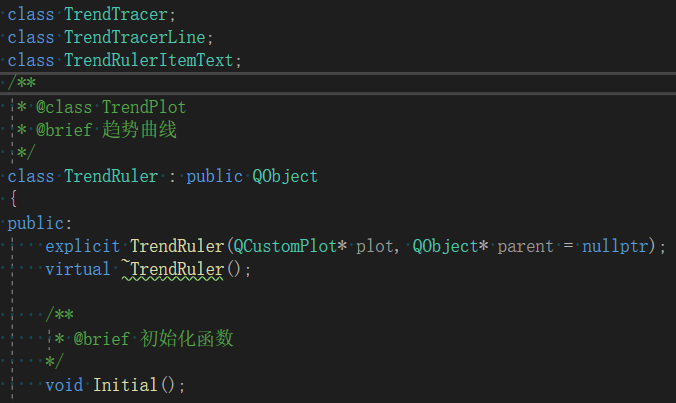 class TrendTracer;
class TrendTracerLine;
class TrendRulerItemText;
/**
* @class TrendPlot
* @brief 趋势曲线
*/
class TrendRuler : public QObject
{
public:
explicit TrendRuler(QCustomPlot* plot, QObject* parent = nullptr);
virtual ~TrendRuler();
/**
* @brief 初始化函数
*/
void Initial();